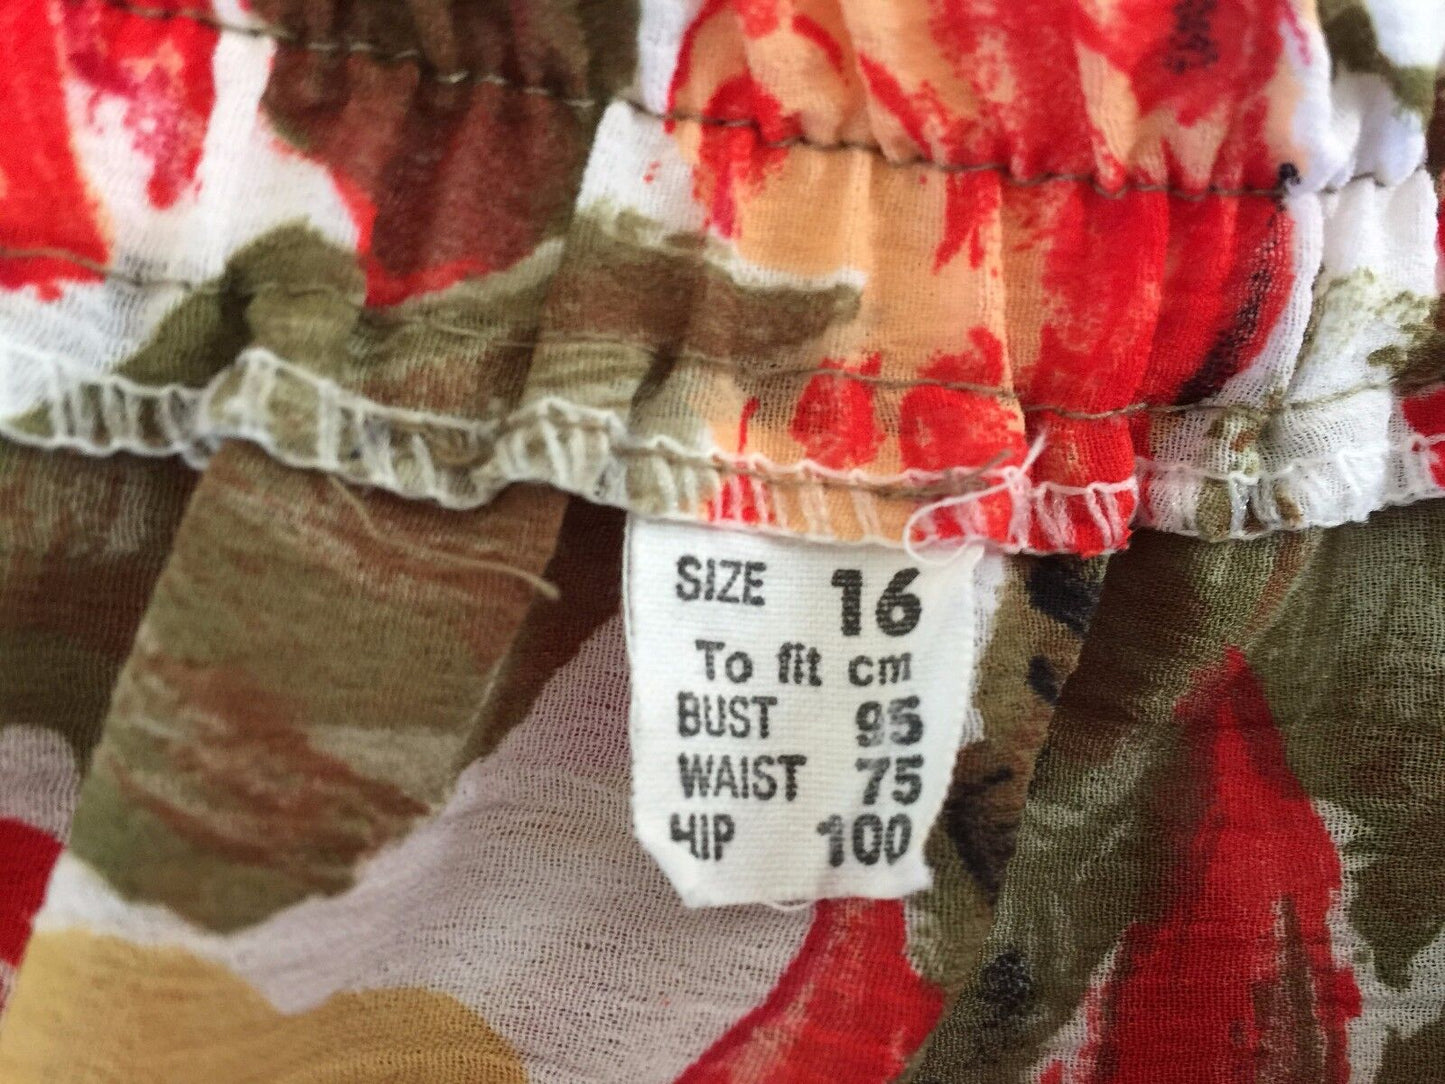 SIZE 16
To fit cm
BUST 95
WAIST 75
HIP 100